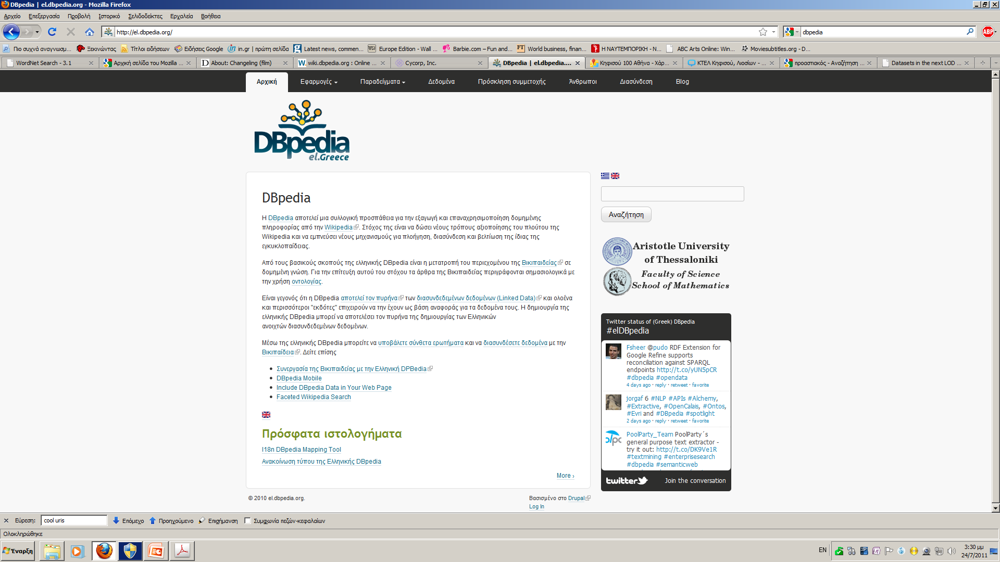 DBpedia | el.dbpedia.org - Mozilla Firefox
Αρχείο Επεξεργασία Προβολή Ιστορικό Σελιδοδείκτες Εργαλεία Βοήθεια
http://el.dbpedia.org/
dbpedia
ABP
Πιο συχνά αναγνωσμ... Ξεκινώντας Τίτλοι ειδήσεων Ειδήσεις Google in.gr | πρώτη σελίδα Latest news, commen... Europe Edition - Wall ... Barbie.com – Fun and... World business, finan... Η ΝΑΥΤΕΜΠΟΡΙΚΗ - Ν... ABC Arts Online: Win... Moviesubtitles.org - D...
WordNet Search - 3.1 Αρχική σελίδα του Mozilla ... About: Changeling (film) wiki.dbpedia.org : Online ... Cycorp, Inc. DBpedia | el.dbpedia.... Κηφισού 100 Αθήνα - Χάρ... ΚΤΕΛ Κηφισού, Λιοσίων - ... προαστιακός - Αναζήτηση ... Datasets in the next LOD ...
Αρχική Εφαρμογές Παραδείγματα Δεδομένα Πρόσκληση συμμετοχής Άνθρωποι Διασύνδεση Blog
DBpedia
el.Greece
DBpedia
Η DBpedia αποτελεί μια συλλογική προσπάθεια για την εξαγωγή και επαναχρησιμοποίηση δομημένης
πληροφορίας από την Wikipedia. Στόχος της είναι να δώσει νέους τρόπους αξιοποίησης του πλούτου της
Wikipedia και να εμπνεύσει νέους μηχανισμούς για πλοήγηση, διασύνδεση και βελτίωση της ίδιας της
εγκυκλοπαίδειας.
Από τους βασικούς σκοπούς της ελληνικής DBpedia είναι η μετατροπή του περιεχομένου της Βικιπαιδείας σε
δομημένη γνώση. Για την επίτευξη αυτού του στόχου τα άρθρα της Βικιπαιδείας περιγράφονται σημασιολογικά με
την χρήση οντολογίας.
Είναι γεγονός ότι η DBpedia αποτελεί τον πυρήνα των διασυνδεδεμένων δεδομένων (Linked Data) και ολοένα
και περισσότεροι "εκδότες" επιχειρούν να την έχουν ως βάση αναφοράς για τα δεδομένα τους. Η δημιουργία της
ελληνικής DBpedia μπορεί να αποτελέσει τον πυρήνα της δημιουργίας των Ελληνικών
ανοιχτών διασυνδεδεμένων δεδομένων.
Μέσω της ελληνικής DBpedia μπορείτε να υποβάλετε σύνθετα ερωτήματα και να διασυνδέσετε δεδομένα με την
Βικιπαίδεια. Δείτε επίσης
Συνεργασία της Βικιπαιδείας με την Ελληνική DPBedia
DBpedia Mobile
Include DBpedia Data in Your Web Page
Faceted Wikipedia Search
Πρόσφατα ιστολογήματα
I18n DBpedia Mapping Tool
Ανακοίνωση τύπου της Ελληνικής DBpedia
More ›
© 2010 el.dbpedia.org.
Βασισμένο στο Drupal
Log In
Αναζήτηση
Aristotle University
of Thessaloniki
Faculty of Science
School of Mathematics
Twitter status of (Greek) DBpedia
#elDBpedia
Fsheer @pudo RDF Extension for
Google Refine supports
reconciliation against SPARQL
endpoints http://t.co/yUN5pCR
#dbpedia #opendata
4 days ago · reply · retweet · favorite
jorgaf 6 #NLP #APIs #Alchemy,
#Extractive, #OpenCalais, #Ontos,
#Evri and #DBpedia #spotlight
2 days ago · reply · retweet · favorite
PoolParty_Team PoolParty´s
general purpose text extractor -
try it out: http://t.co/DK9Ve1R
#textmining #enterprisesearch
#dbpedia #semanticweb
twitter Join the conversation
Εύρεση: cool uris Επόμενο Προηγούμενο Επισήμανση Συμφωνία πεζών-κεφαλαίων
Ολοκληρώθηκε
Έναρξη
EN
3:30 μμ
24/7/2011